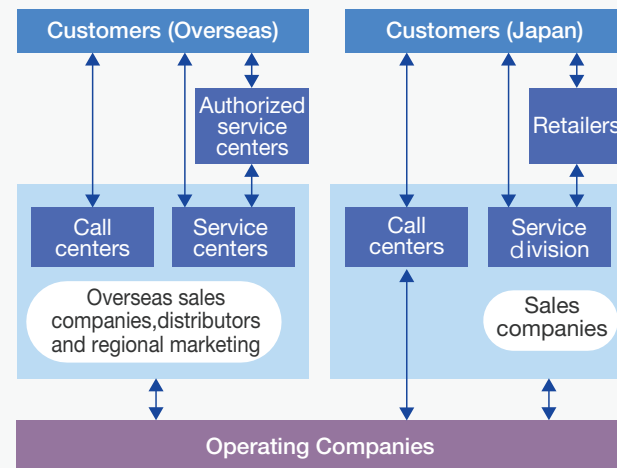 Customers (Overseas)
Authorized
service
centers
Call
centers
Service
centers
Overseas sales
companies,distributors
and regional marketing
Customers (Japan)
Retailers
Call
centers
Service
division
Sales
companies
Operating Companies